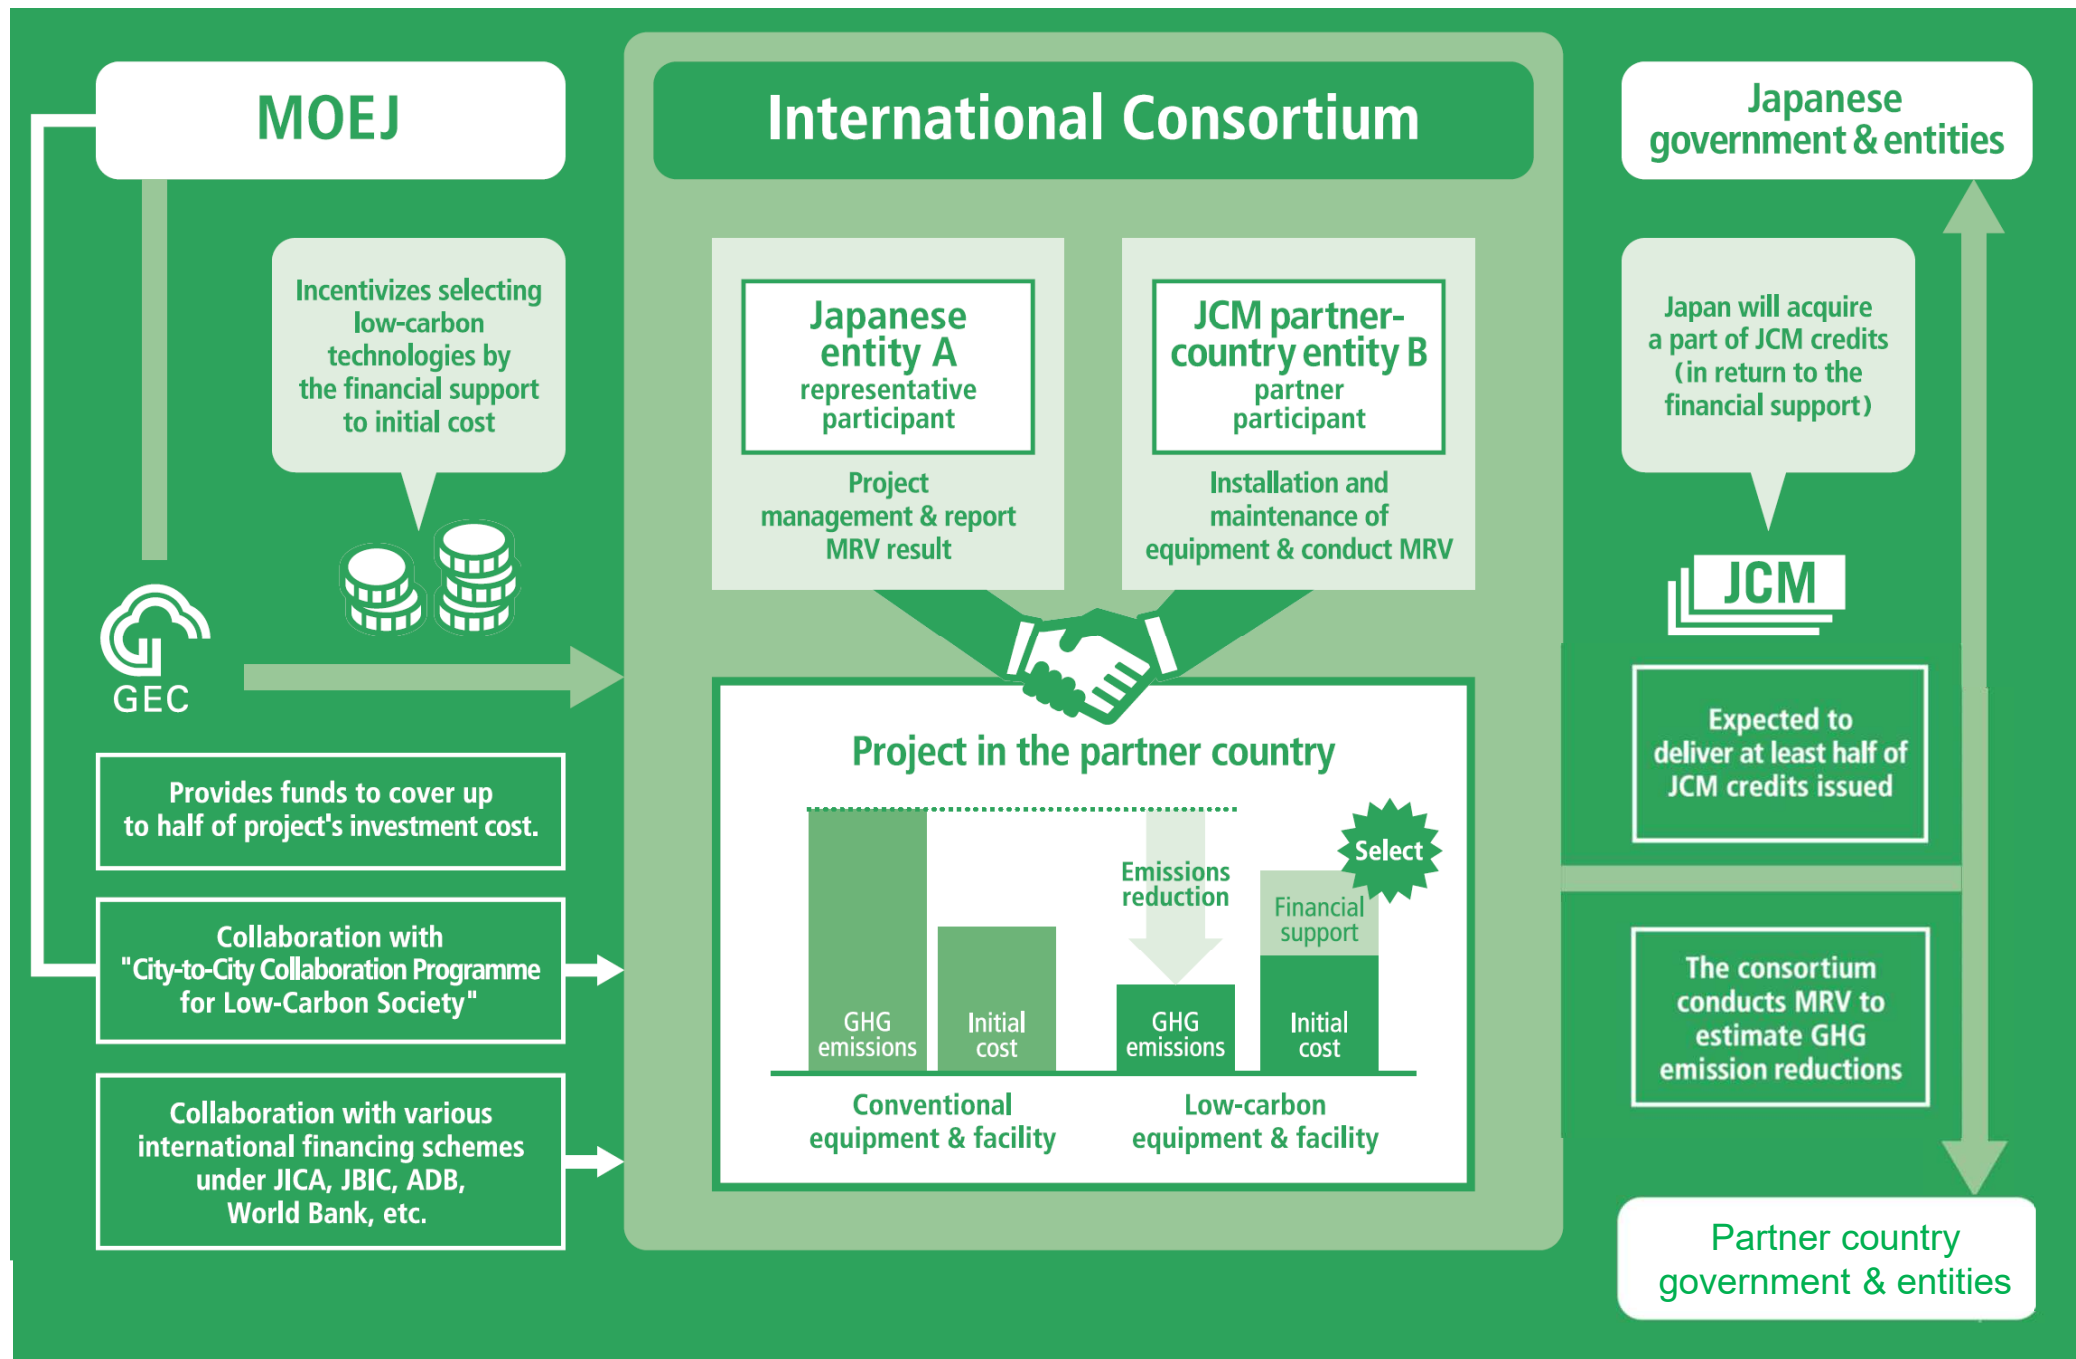 MOEJ
Incentivizes selecting
low-carbon
technologies by
the financial support
to initial cost
GEC
Provides funds to cover up
to half of project's investment cost.
Collaboration with
"City-to-City Collaboration Programme
for Low-Carbon Society"
Collaboration with various
international financing schemes
under JICA, JBIC, ADB,
World Bank, etc.
International Consortium
Japanese
entity A
representative
participant
Project
management & report
MRV result
JCM partner-
country entity B
partner
participant
Installation and
maintenance of
equipment & conduct MRV
Project in the partner country
GHG
emissions
Initial
cost
Conventional
equipment & facility
Emissions
reduction
GHG
emissions
Select
Financial
support
Initial
cost
Low-carbon
equipment & facility
Japanese
government & entities
Japan will acquire
a part of JCM credits
(in return to the
financial support)
JCM
Expected to
deliver at least half of
JCM credits issued
The consortium
conducts MRV to
estimate GHG
emission reductions
Partner country
government & entities